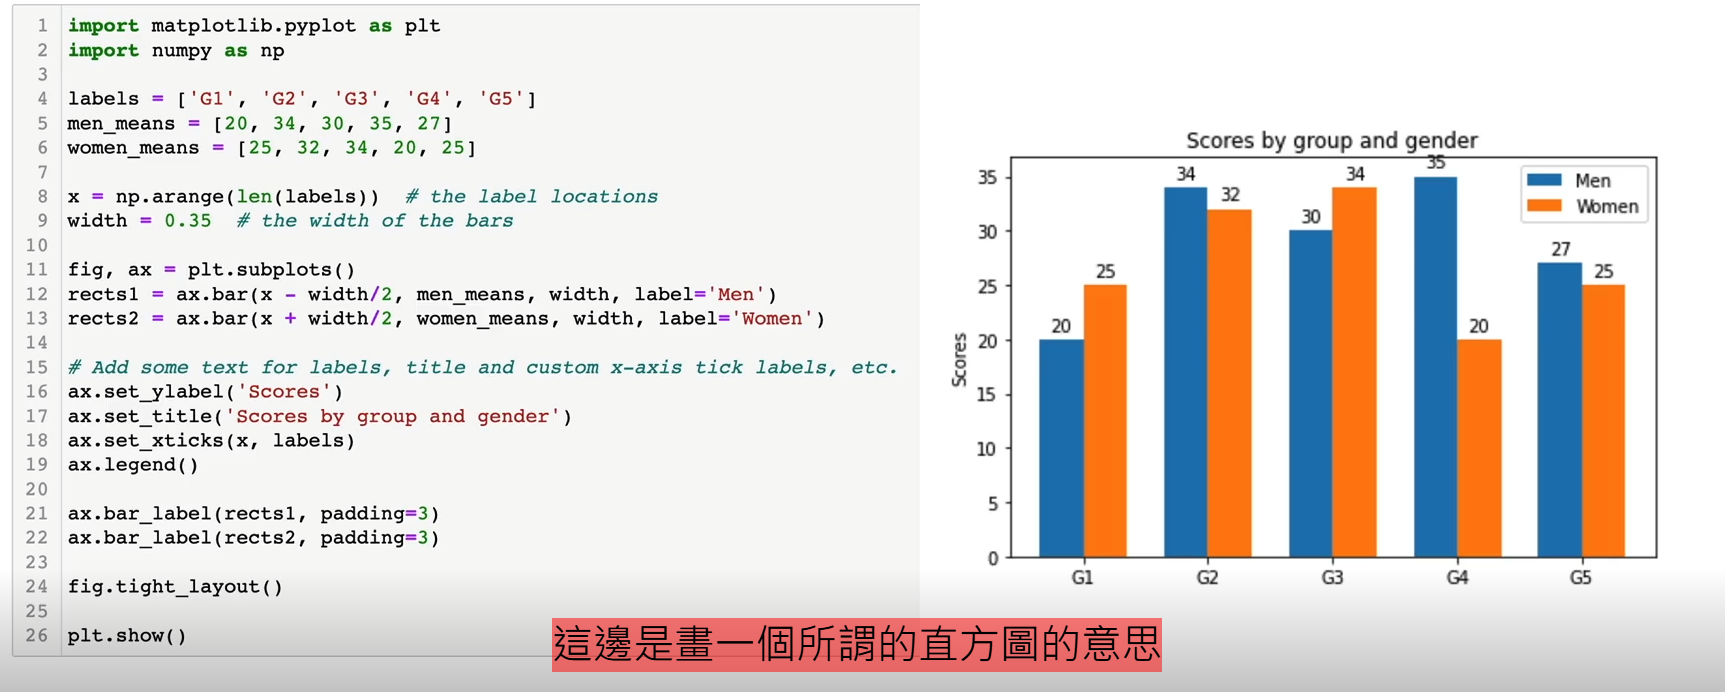 1 import matplotlib.pyplot as plt
2 import numpy as np
3
4 labels = ['G1', 'G2', 'G3', 'G4', 'G5']
5 men_means = [20, 34, 30, 35, 27]
6 women_means = [25, 32, 34, 20, 25]
7
8 x = np.arange(len(labels))  # the label locations
9 width = 0.35  # the width of the bars
10
11 fig, ax = plt.subplots()
12 rects1 = ax.bar(x - width/2, men_means, width, label='Men')
13 rects2 = ax.bar(x + width/2, women_means, width, label='Women')
14
15 # Add some text for labels, title and custom x-axis tick labels, etc.
16 ax.set_ylabel('Scores')
17 ax.set_title('Scores by group and gender')
18 ax.set_xticks(x, labels)
19 ax.legend()
20
21 ax.bar_label(rects1, padding=3)
22 ax.bar_label(rects2, padding=3)
23
24 fig.tight_layout()
25
26 plt.show()
Scores by group and gender
Men
Women
Scores
35
30
25
20
15
10
5
0
20 25 34 32 30 34 35 20 27 25
G1 G2 G3 G4 G5
這邊是畫一個所謂的直方圖的意思